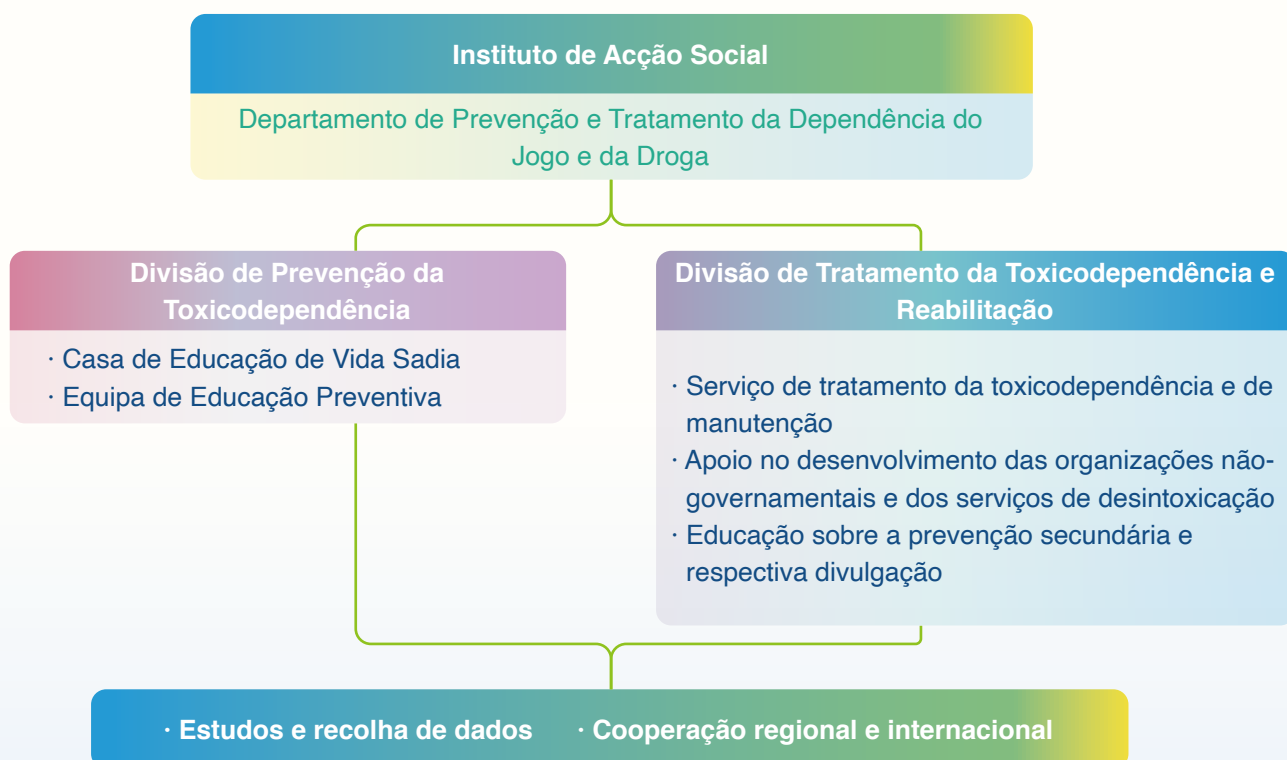 Instituto de Acção Social
Departamento de Prevenção e Tratamento da Dependência do
Jogo e da Droga
Divisão de Prevenção da
Toxicodependência
· Casa de Educação de Vida Sadia
· Equipa de Educação Preventiva
Divisão de Tratamento da Toxicodependência e
Reabilitação
· Serviço de tratamento da toxicodependência e de
manutenção
· Apoio no desenvolvimento das organizações não-
governamentais e dos serviços de desintoxicação
· Educação sobre a prevenção secundária e
respectiva divulgação
· Estudos e recolha de dados · Cooperação regional e internacional